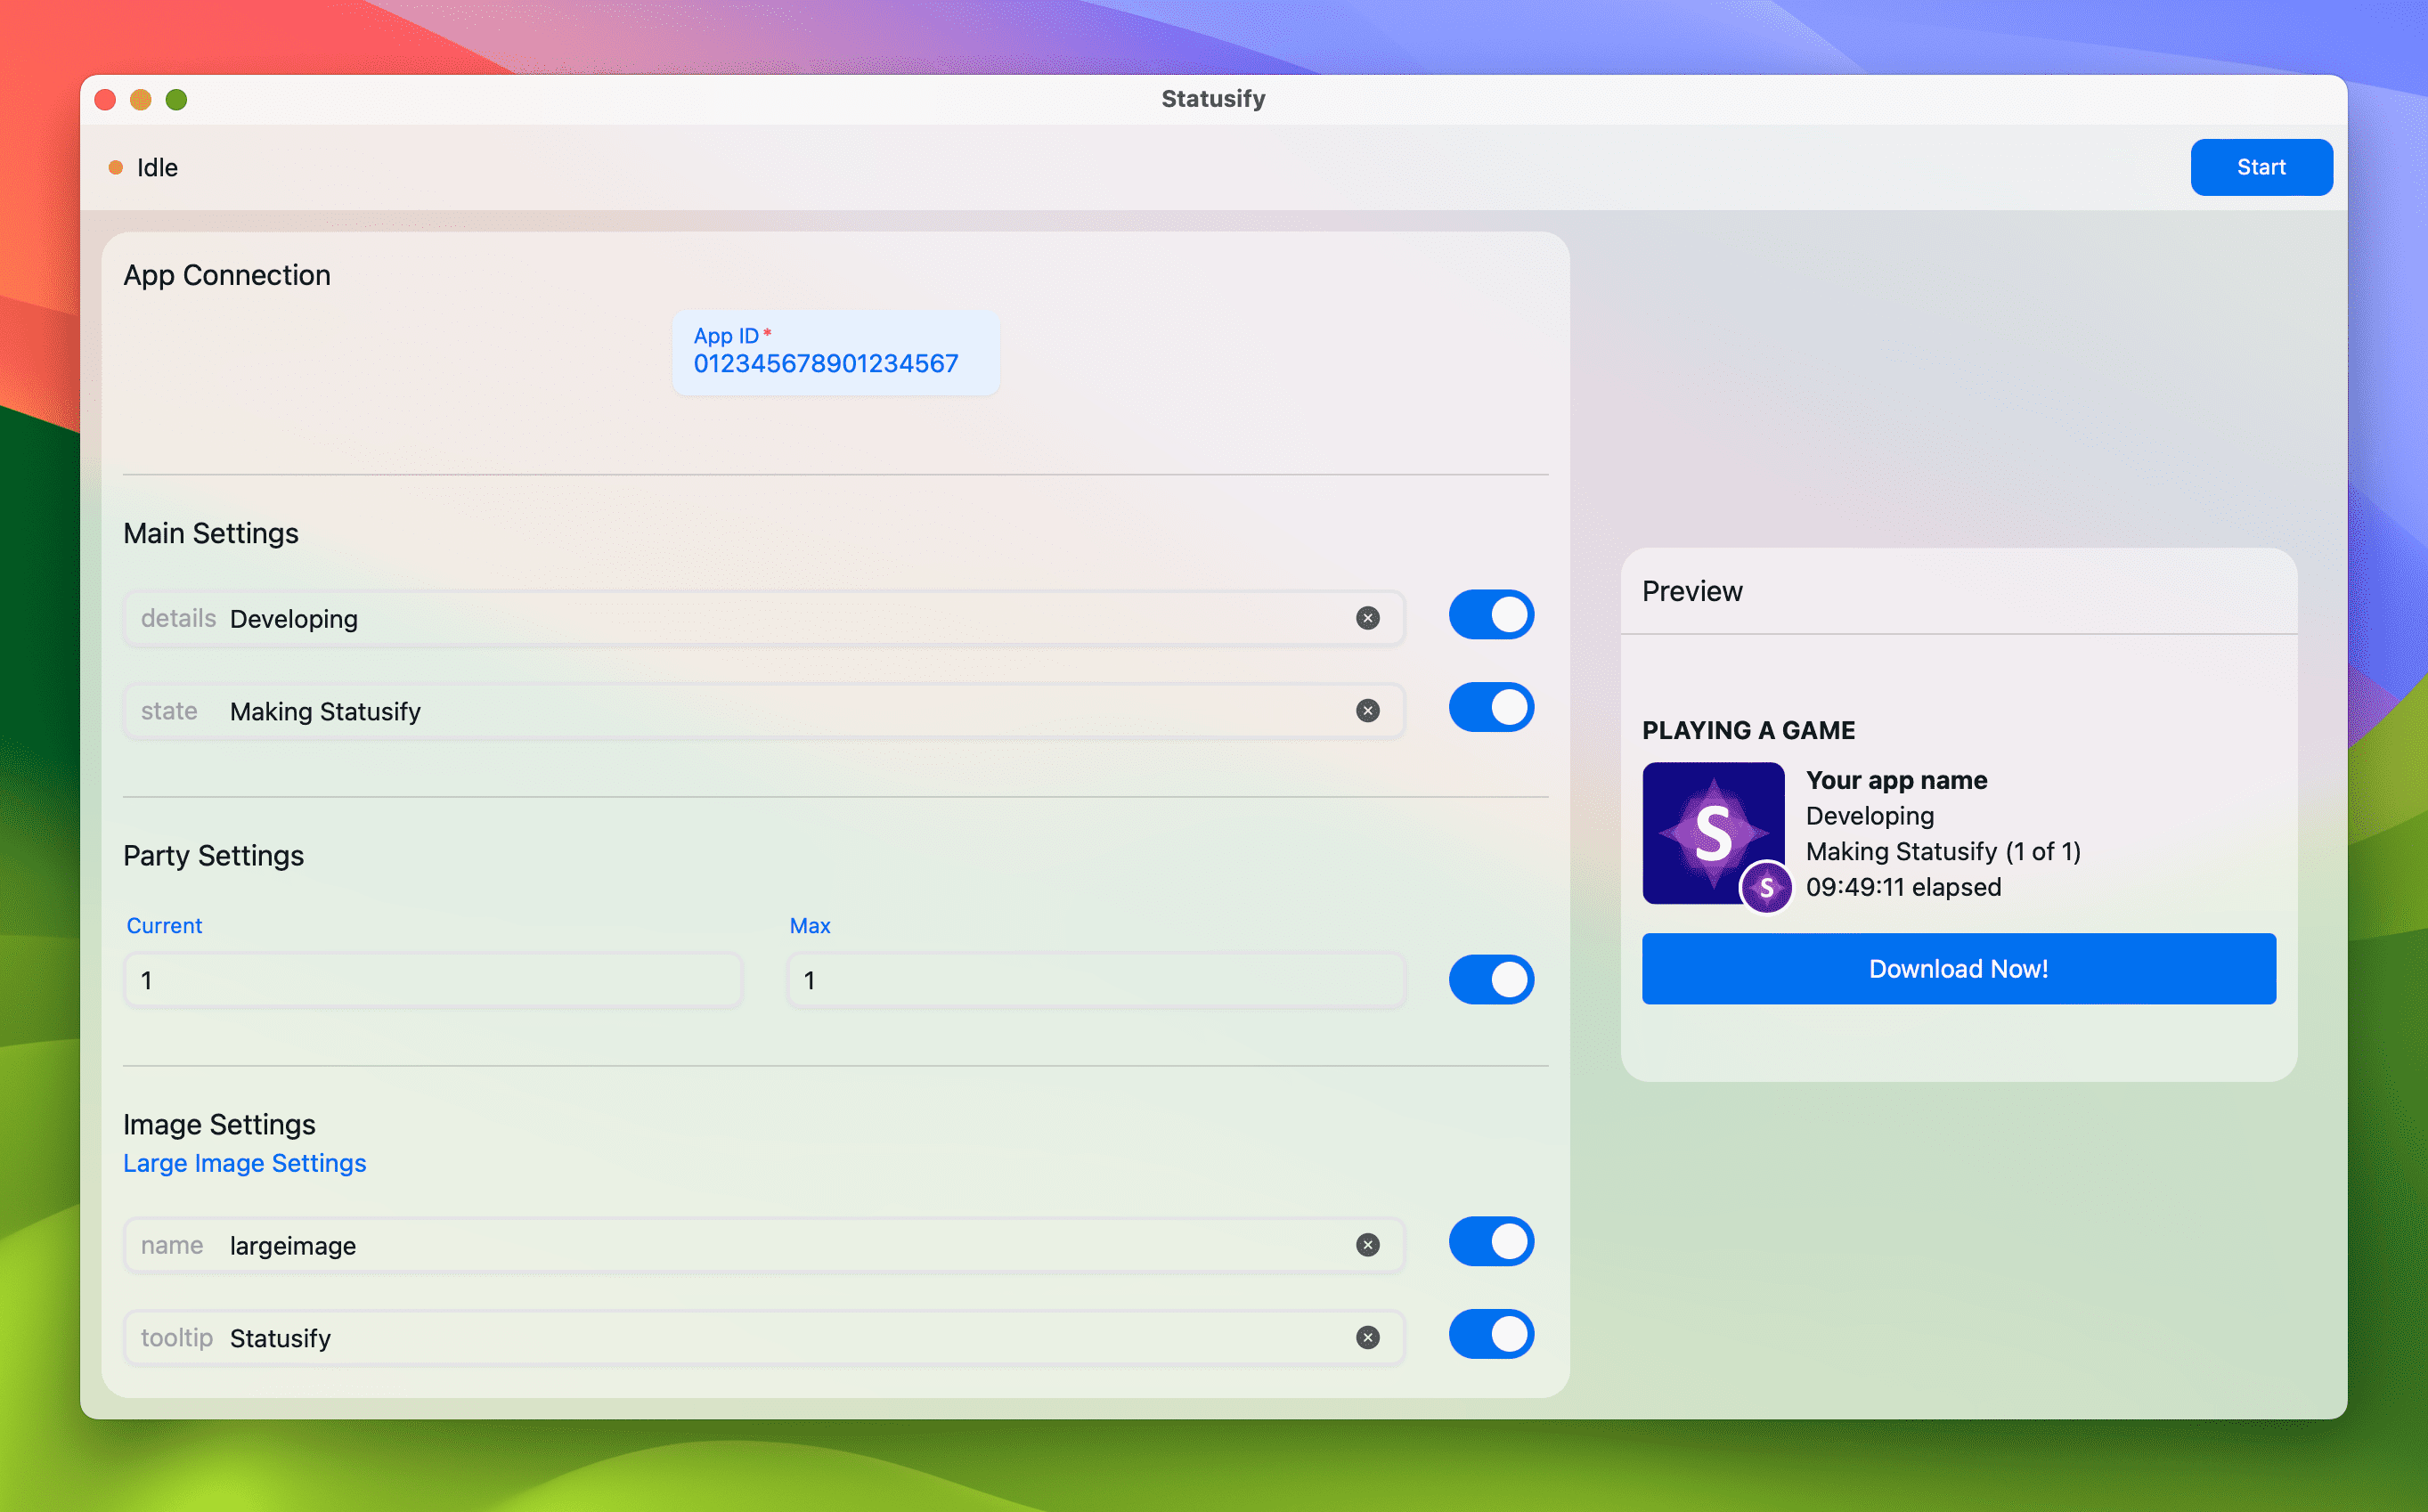 Statusify
Idle
Start
App Connection
App ID*
012345678901234567
Main Settings
details Developing
state Making Statusify
Party Settings
Current Max
1 1
Image Settings
Large Image Settings
name largeimage
tooltip Statusify
Preview
PLAYING A GAME
S
S
Your app name
Developing
Making Statusify (1 of 1)
09:49:11 elapsed
Download Now!